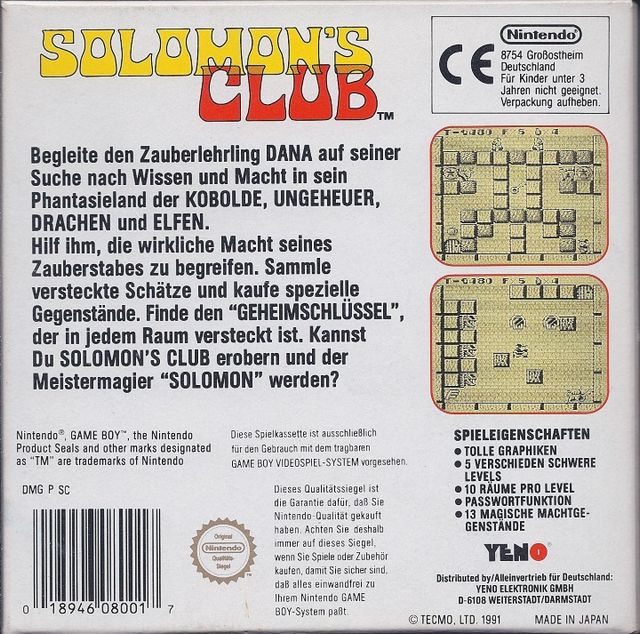 SOLOMON'S
CLUB™
Nintendo®
8754 Großostheim
Deutschland
Für Kinder unter 3
Jahren nicht geeignet.
Verpackung aufheben.
CE
Begleite den Zauberlehrling DANA auf seiner
Suche nach Wissen und Macht in sein
Phantasieland der KOBOLDE, UNGEHEUER,
DRACHEN und ELFEN.
Hilf ihm, die wirkliche Macht seines
Zauberstabes zu begreifen. Sammle
versteckte Schätze und kaufe spezielle
Gegenstände. Finde den “GEHEIMSCHLÜSSEL”,
der in jedem Raum versteckt ist. Kannst
Du SOLOMON'S CLUB erobern und der
Meistermagier “SOLOMON” werden?
Nintendo®, GAME BOY™, the Nintendo
Product Seals and other marks designated
as “TM” are trademarks of Nintendo
DMG P SC
0 18946 08001 7
Diese Spielkassette ist ausschließlich
für den Gebrauch mit dem tragbaren
GAME BOY VIDEOSPIEL-SYSTEM vorgesehen.
Original
Nintendo
Qualitäts-
Siegel
TM
Dieses Qualitätssiegel ist
die Garantie dafür, daß Sie
Nintendo-Qualität gekauft
haben. Achten Sie deshalb
immer auf dieses Siegel,
wenn Sie Spiele oder Zubehör
kaufen, damit Sie sicher sind,
daß alles einwandfrei zu
Ihrem Nintendo GAME
BOY-System paßt.
SPIELEIGENSCHAFTEN
● TOLLE GRAPHIKEN
● 5 VERSCHIEDEN SCHWERE
LEVELS
● 10 RÄUME PRO LEVEL
● PASSWORTFUNKTION
● 13 MAGISCHE MACHTGE-
GENSTÄNDE
YENO®
Distributed by/Alleinvertrieb für Deutschland:
YENO ELEKTRONIK GMBH
D-6108 WEITERSTADT/DARMSTADT
© TECMO, LTD. 1991
MADE IN JAPAN